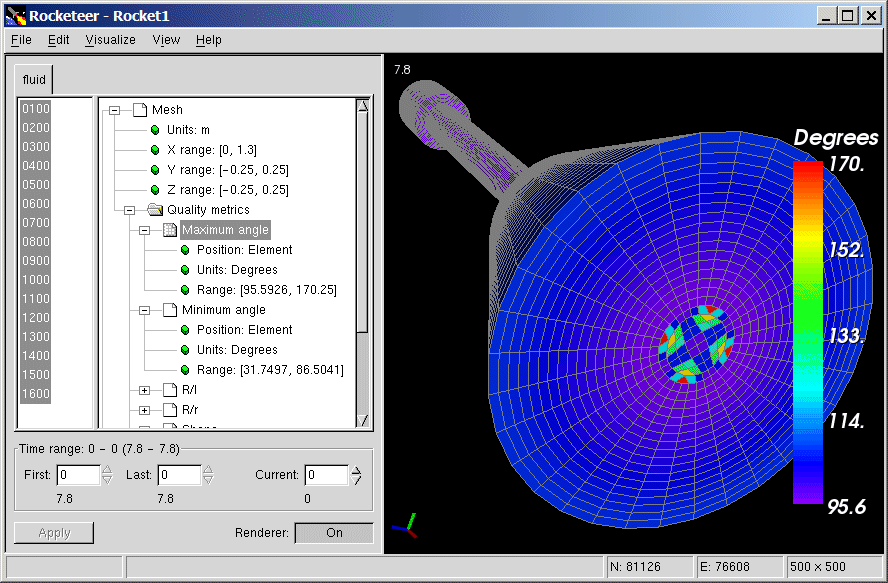 Rocketeer - Rocket1
File Edit Visualize View Help
fluid
0100
0200
0300
0400
0500
0600
0700
0800
0900
1000
1100
1200
1300
1400
1500
1600
Mesh
Units: m
X range: [0, 1.3]
Y range: [-0.25, 0.25]
Z range: [-0.25, 0.25]
Quality metrics
Maximum angle
Position: Element
Units: Degrees
Range: [95.5926, 170.25]
Minimum angle
Position: Element
Units: Degrees
Range: [31.7497, 86.5041]
R/l
R/r
Time range: 0 - 0 (7.8 - 7.8)
First: 0 Last: 0 Current: 0
7.8 7.8 0
Apply Renderer: On
7.8
Degrees
170.
152.
133.
114.
95.6
N: 81126 E: 76608 500 × 500